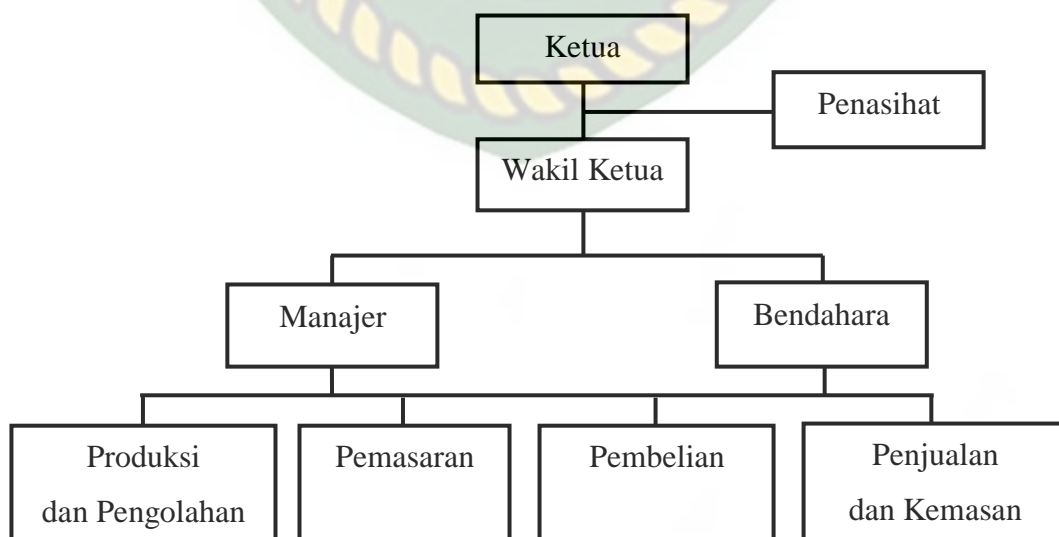 Ketua
Penasihat
Wakil Ketua
Manajer
Bendahara
Produksi
dan Pengolahan
Pemasaran
Pembelian
Penjualan
dan Kemasan